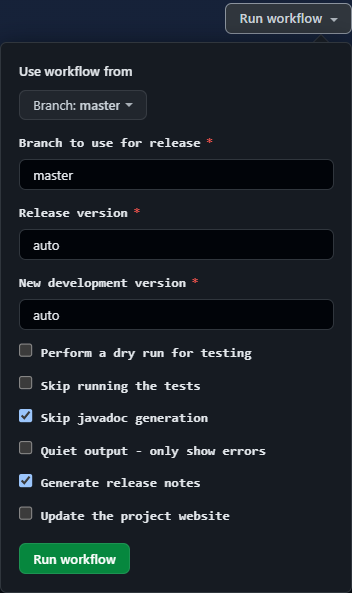 Run workflow
Use workflow from
Branch: master
Branch to use for release *
master
Release version *
auto
New development version *
auto
Perform a dry run for testing
Skip running the tests
Skip javadoc generation
Quiet output - only show errors
Generate release notes
Update the project website
Run workflow